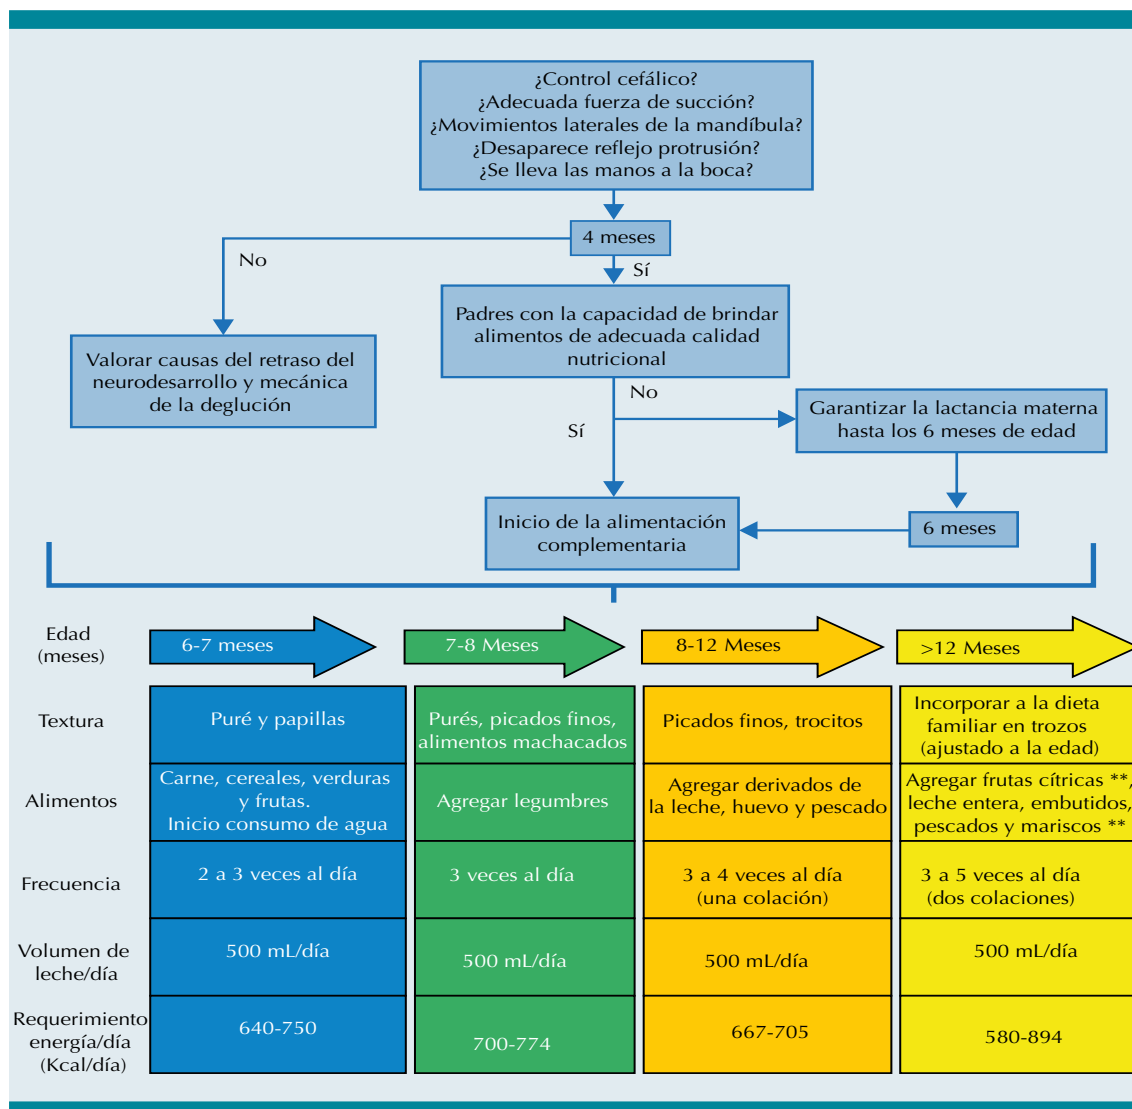 ¿Control cefálico?
¿Adecuada fuerza de succión?
¿Movimientos laterales de la mandíbula?
¿Desaparece reflejo protrusión?
¿Se lleva las manos a la boca?
4 meses
No
Sí
Valorar causas del retraso del
neurodesarrollo y mecánica
de la deglución
Padres con la capacidad de brindar
alimentos de adecuada calidad
nutricional
No
Sí
Garantizar la lactancia materna
hasta los 6 meses de edad
Inicio de la alimentación
complementaria
6 meses
Edad
(meses)
6-7 meses
7-8 Meses
8-12 Meses
>12 Meses
Textura
Puré y papillas
Purés, picados finos,
alimentos machacados
Picados finos, trocitos
Incorporar a la dieta
familiar en trozos
(ajustado a la edad)
Alimentos
Carne, cereales, verduras
y frutas.
Inicio consumo de agua
Agregar legumbres
Agregar derivados de
la leche, huevo y pescado
Agregar frutas cítricas **,
leche entera, embutidos,
pescados y mariscos **
Frecuencia
2 a 3 veces al día
3 veces al día
3 a 4 veces al día
(una colación)
3 a 5 veces al día
(dos colaciones)
Volumen de
leche/día
500 mL/día
500 mL/día
500 mL/día
500 mL/día
Requerimiento
energía/día
(Kcal/día)
640-750
700-774
667-705
580-894